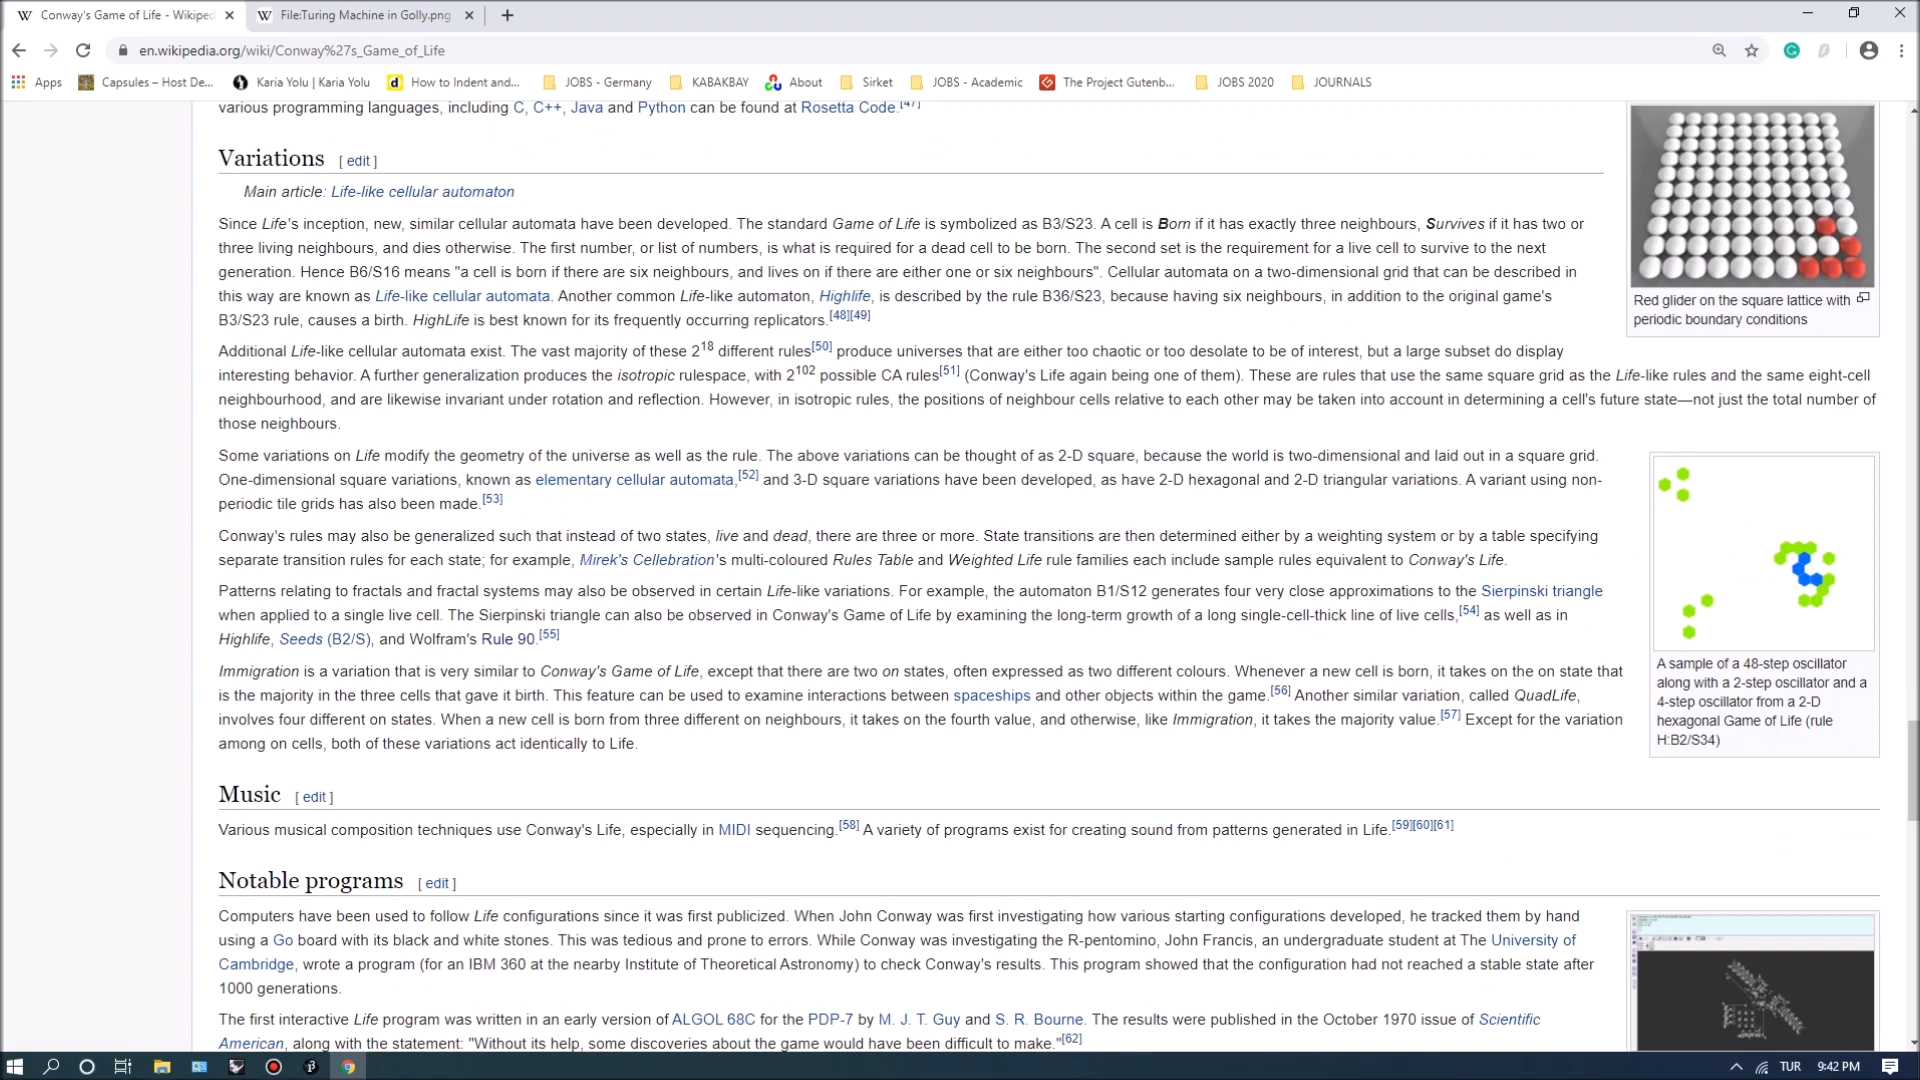 Conway's Game of Life - Wikiped
File:Turing Machine in Golly.png
en.wikipedia.org/wiki/Conway%27s_Game_of_Life
Apps
Capsules – Host De...
Karia Yolu | Karia Yolu
How to Indent and...
JOBS - Germany
KABAKBAY
About
Sirket
JOBS - Academic
The Project Gutenb...
JOBS 2020
JOURNALS
various programming languages, including C, C++, Java and Python can be found at Rosetta Code.[47]
Variations [ edit ]
Main article: Life-like cellular automaton
Since Life's inception, new, similar cellular automata have been developed. The standard Game of Life is symbolized as B3/S23. A cell is Born if it has exactly three neighbours, Survives if it has two or
three living neighbours, and dies otherwise. The first number, or list of numbers, is what is required for a dead cell to be born. The second set is the requirement for a live cell to survive to the next
generation. Hence B6/S16 means "a cell is born if there are six neighbours, and lives on if there are either one or six neighbours". Cellular automata on a two-dimensional grid that can be described in
this way are known as Life-like cellular automata. Another common Life-like automaton, Highlife, is described by the rule B36/S23, because having six neighbours, in addition to the original game's
B3/S23 rule, causes a birth. HighLife is best known for its frequently occurring replicators.[48][49]
Red glider on the square lattice with
periodic boundary conditions
Additional Life-like cellular automata exist. The vast majority of these 2^18 different rules[50] produce universes that are either too chaotic or too desolate to be of interest, but a large subset do display
interesting behavior. A further generalization produces the isotropic rulespace, with 2^102 possible CA rules[51] (Conway's Life again being one of them). These are rules that use the same square grid as the Life-like rules and the same eight-cell
neighbourhood, and are likewise invariant under rotation and reflection. However, in isotropic rules, the positions of neighbour cells relative to each other may be taken into account in determining a cell's future state—not just the total number of
those neighbours.
Some variations on Life modify the geometry of the universe as well as the rule. The above variations can be thought of as 2-D square, because the world is two-dimensional and laid out in a square grid.
One-dimensional square variations, known as elementary cellular automata,[52] and 3-D square variations have been developed, as have 2-D hexagonal and 2-D triangular variations. A variant using non-
periodic tile grids has also been made.[53]
Conway's rules may also be generalized such that instead of two states, live and dead, there are three or more. State transitions are then determined either by a weighting system or by a table specifying
separate transition rules for each state; for example, Mirek's Cellebration's multi-coloured Rules Table and Weighted Life rule families each include sample rules equivalent to Conway's Life.
Patterns relating to fractals and fractal systems may also be observed in certain Life-like variations. For example, the automaton B1/S12 generates four very close approximations to the Sierpinski triangle
when applied to a single live cell. The Sierpinski triangle can also be observed in Conway's Game of Life by examining the long-term growth of a long single-cell-thick line of live cells,[54] as well as in
Highlife, Seeds (B2/S), and Wolfram's Rule 90.[55]
Immigration is a variation that is very similar to Conway's Game of Life, except that there are two on states, often expressed as two different colours. Whenever a new cell is born, it takes on the on state that
is the majority in the three cells that gave it birth. This feature can be used to examine interactions between spaceships and other objects within the game.[56] Another similar variation, called QuadLife,
involves four different on states. When a new cell is born from three different on neighbours, it takes on the fourth value, and otherwise, like Immigration, it takes the majority value.[57] Except for the variation
among on cells, both of these variations act identically to Life.
A sample of a 48-step oscillator
along with a 2-step oscillator and a
4-step oscillator from a 2-D
hexagonal Game of Life (rule
H:B2/S34)
Music [ edit ]
Various musical composition techniques use Conway's Life, especially in MIDI sequencing.[58] A variety of programs exist for creating sound from patterns generated in Life.[59][60][61]
Notable programs [ edit ]
Computers have been used to follow Life configurations since it was first publicized. When John Conway was first investigating how various starting configurations developed, he tracked them by hand
using a Go board with its black and white stones. This was tedious and prone to errors. While Conway was investigating the R-pentomino, John Francis, an undergraduate student at The University of
Cambridge, wrote a program (for an IBM 360 at the nearby Institute of Theoretical Astronomy) to check Conway's results. This program showed that the configuration had not reached a stable state after
1000 generations.
The first interactive Life program was written in an early version of ALGOL 68C for the PDP-7 by M. J. T. Guy and S. R. Bourne. The results were published in the October 1970 issue of Scientific
American, along with the statement: "Without its help, some discoveries about the game would have been difficult to make."[62]
TUR
9:42 PM